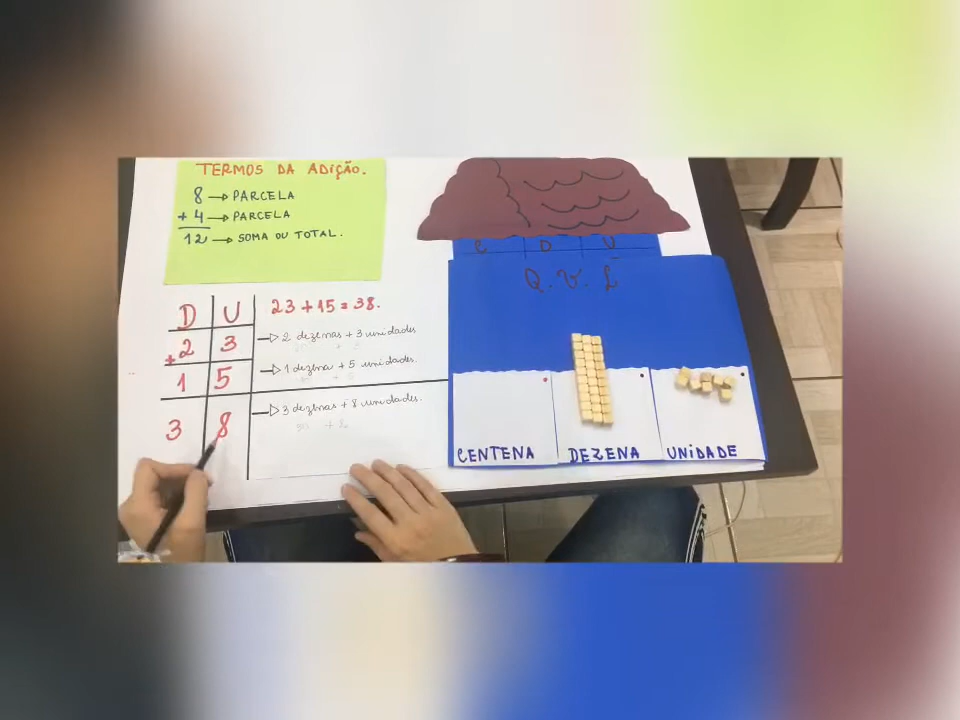 TERMOS DA ADIÇÃO.
8 → PARCELA
+ 4 → PARCELA
12 → SOMA OU TOTAL.
C D U
Q. V. L
D U
23 + 15 = 38.
+2 3
2 dezenas + 3 unidades
1 5
1 dezena + 5 unidades.
3 8
3 dezenas + 8 unidades.
CENTENA
DEZENA
UNIDADE